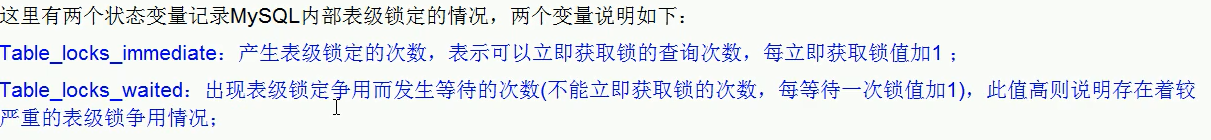 这里有两个状态变量记录MySQL内部表级锁定的情况，两个变量说明如下：
Table_locks_immediate：产生表级锁定的次数，表示可以立即获取锁的查询次数，每立即获取锁值加1 ；
Table_locks_waited：出现表级锁定争用而发生等待的次数(不能立即获取锁的次数，每等待一次锁值加1)，此值高则说明存在着较
严重的表级锁争用情况；